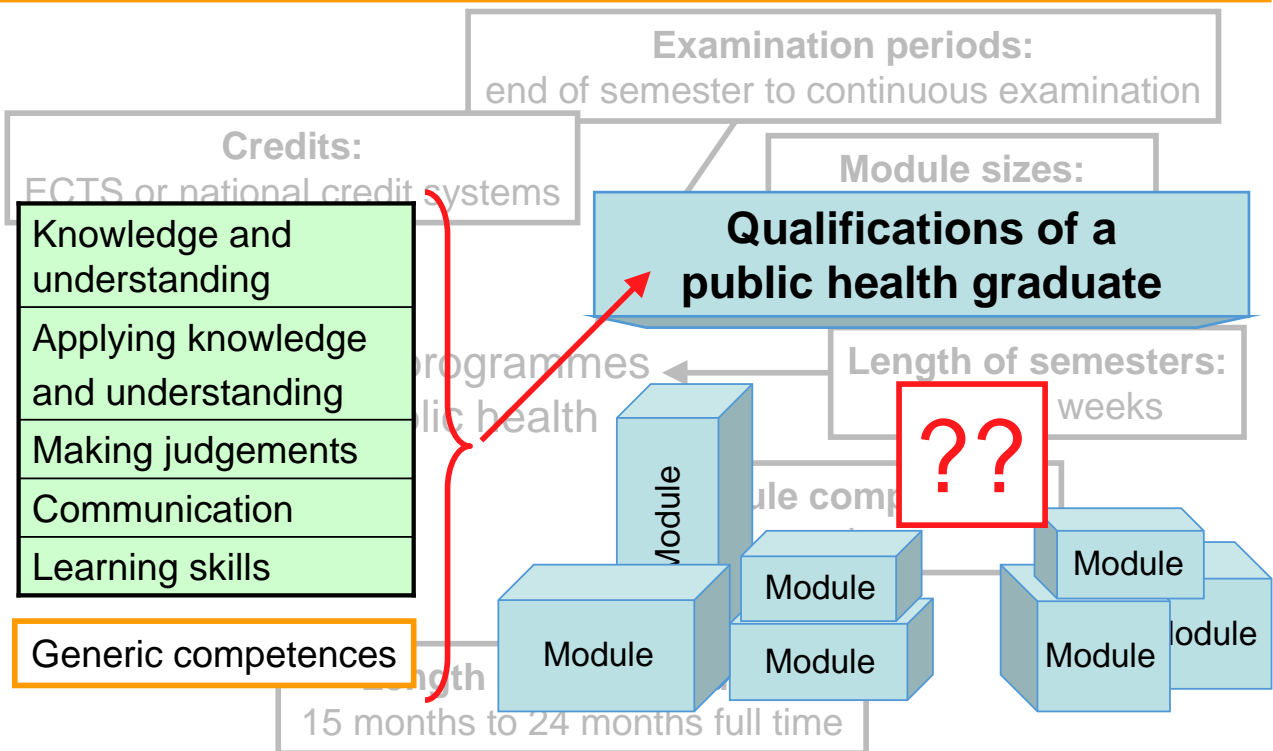 Examination periods:
end of semester to continuous examination
Credits:
ECTS or national credit systems
Module sizes:
Knowledge and
understanding
Applying knowledge
and understanding
Making judgements
Communication
Learning skills
Generic competences
Qualifications of a
public health graduate
programmes
health
Length of semesters:
weeks
??
Module
Module
Module
Module
Module
Module
15 months to 24 months full time